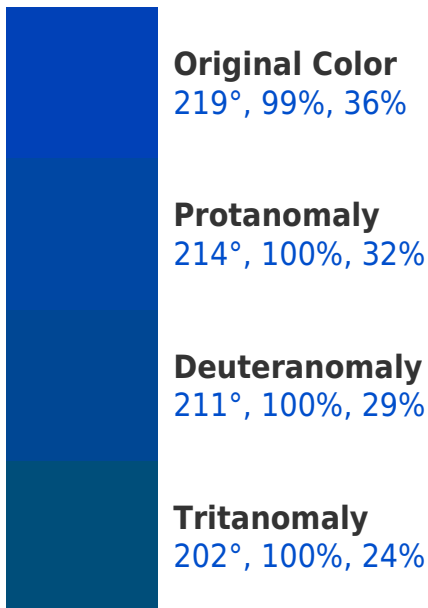 Original Color
219°, 99%, 36%
Protanomaly
214°, 100%, 32%
Deuteranomaly
211°, 100%, 29%
Tritanomaly
202°, 100%, 24%